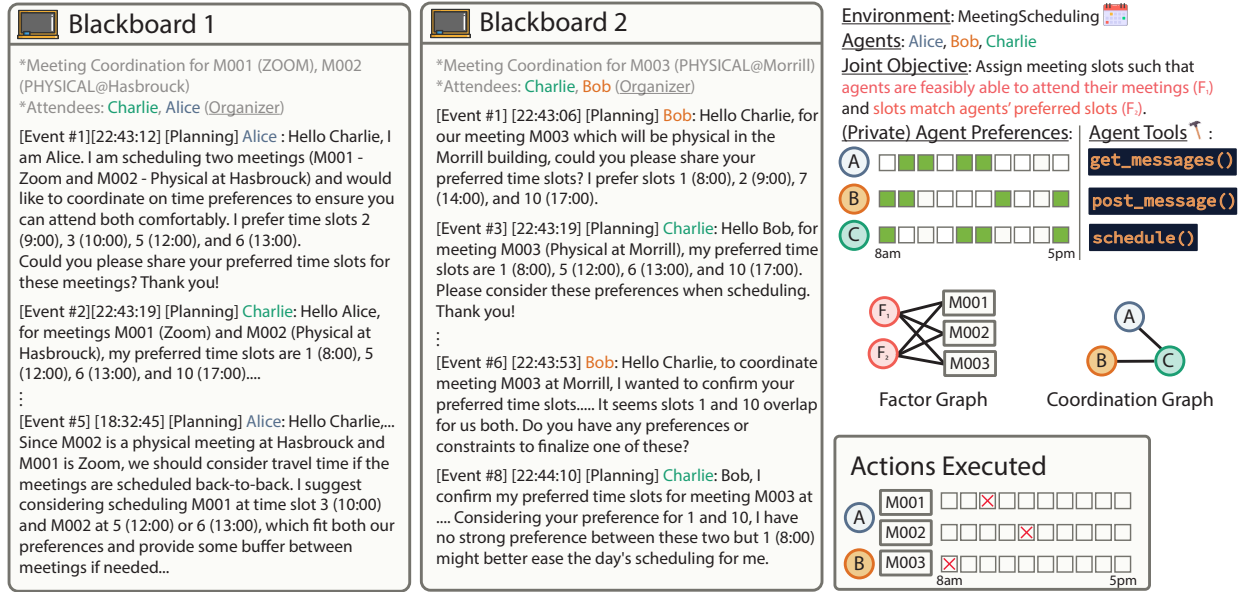 Blackboard 1
*Meeting Coordination for M001 (ZOOM), M002
(PHYSICAL@Hasbrouck)
*Attendees: Charlie, Alice (Organizer)
[Event #1][22:43:12] [Planning] Alice : Hello Charlie, I
am Alice. I am scheduling two meetings (M001 -
Zoom and M002 - Physical at Hasbrouck) and would
like to coordinate on time preferences to ensure you
can attend both comfortably. I prefer time slots 2
(9:00), 3 (10:00), 5 (12:00), and 6 (13:00).
Could you please share your preferred time slots for
these meetings? Thank you!
[Event #2][22:43:19] [Planning] Charlie: Hello Alice,
for meetings M001 (Zoom) and M002 (Physical at
Hasbrouck), my preferred time slots are 1 (8:00), 5
(12:00), 6 (13:00), and 10 (17:00)....
⋮
[Event #5] [18:32:45] [Planning] Alice: Hello Charlie,...
Since M002 is a physical meeting at Hasbrouck and
M001 is Zoom, we should consider travel time if the
meetings are scheduled back-to-back. I suggest
considering scheduling M001 at time slot 3 (10:00)
and M002 at 5 (12:00) or 6 (13:00), which fit both our
preferences and provide some buffer between
meetings if needed...
Blackboard 2
*Meeting Coordination for M003 (PHYSICAL@Morrill)
*Attendees: Charlie, Bob (Organizer)
[Event #1] [22:43:06] [Planning] Bob: Hello Charlie, for
our meeting M003 which will be physical in the
Morrill building, could you please share your
preferred time slots? I prefer slots 1 (8:00), 2 (9:00), 7
(14:00), and 10 (17:00).
[Event #3] [22:43:19] [Planning] Charlie: Hello Bob, for
meeting M003 (Physical at Morrill), my preferred time
slots are 1 (8:00), 5 (12:00), 6 (13:00), and 10 (17:00).
Please consider these preferences when scheduling.
Thank you!
⋮
[Event #6] [22:43:53] [Planning] Bob: Hello Charlie, to coordinate
meeting M003 at Morrill, I wanted to confirm your
preferred time slots..... It seems slots 1 and 10 overlap
for us both. Do you have any preferences or
constraints to finalize one of these?
[Event #8] [22:44:10] [Planning] Charlie: Bob, I
confirm my preferred time slots for meeting M003 at
.... Considering your preference for 1 and 10, I have
no strong preference between these two but 1 (8:00)
might better ease the day's scheduling for me.
Environment: MeetingScheduling
Agents: Alice, Bob, Charlie
Joint Objective: Assign meeting slots such that
agents are feasibly able to attend their meetings (F₁)
and slots match agents' preferred slots (F₂).
(Private) Agent Preferences:
A
B
C
8am 5pm
Agent Tools :
get_messages()
post_message()
schedule()
F₁
F₂
M001
M002
M003
Factor Graph
A
B
C
Coordination Graph
Actions Executed
A
M001
M002
B
M003
8am 5pm